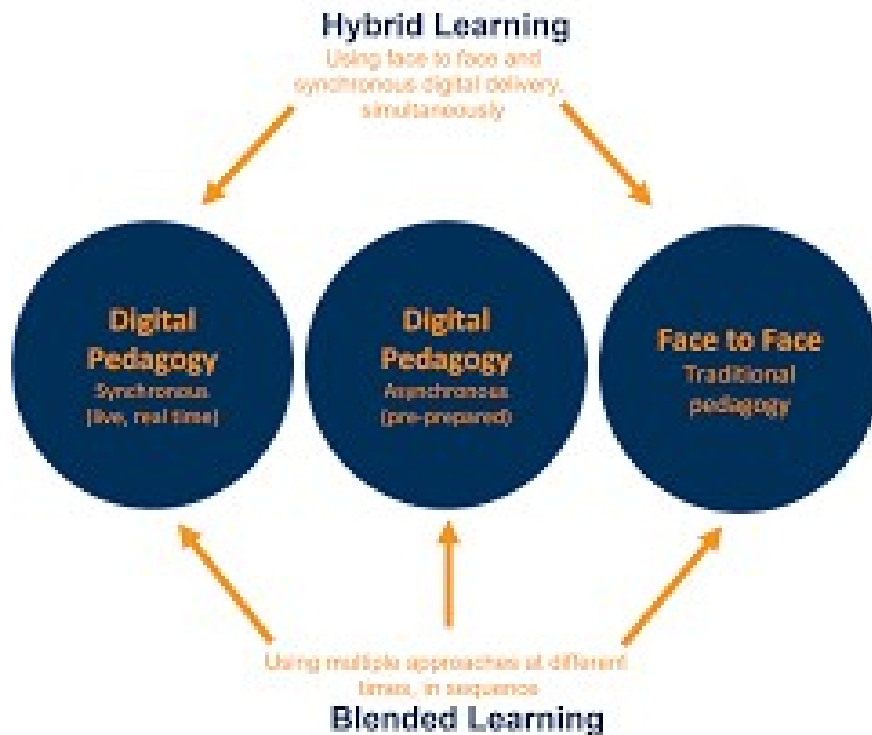 Hybrid Learning
Using face to face and
synchronous digital delivery,
simultaneously
Digital
Pedagogy
Synchronous
(live, real time)
Digital
Pedagogy
Asynchronous
(pre-prepared)
Face to Face
Traditional
pedagogy
Using multiple approaches at different
times, in sequence
Blended Learning